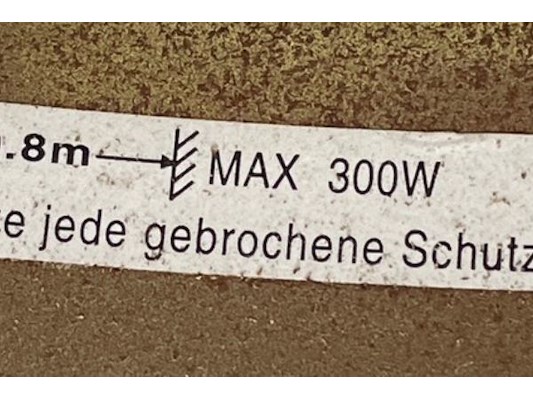 .8m MAX 300W
e jede gebrochene Schutz